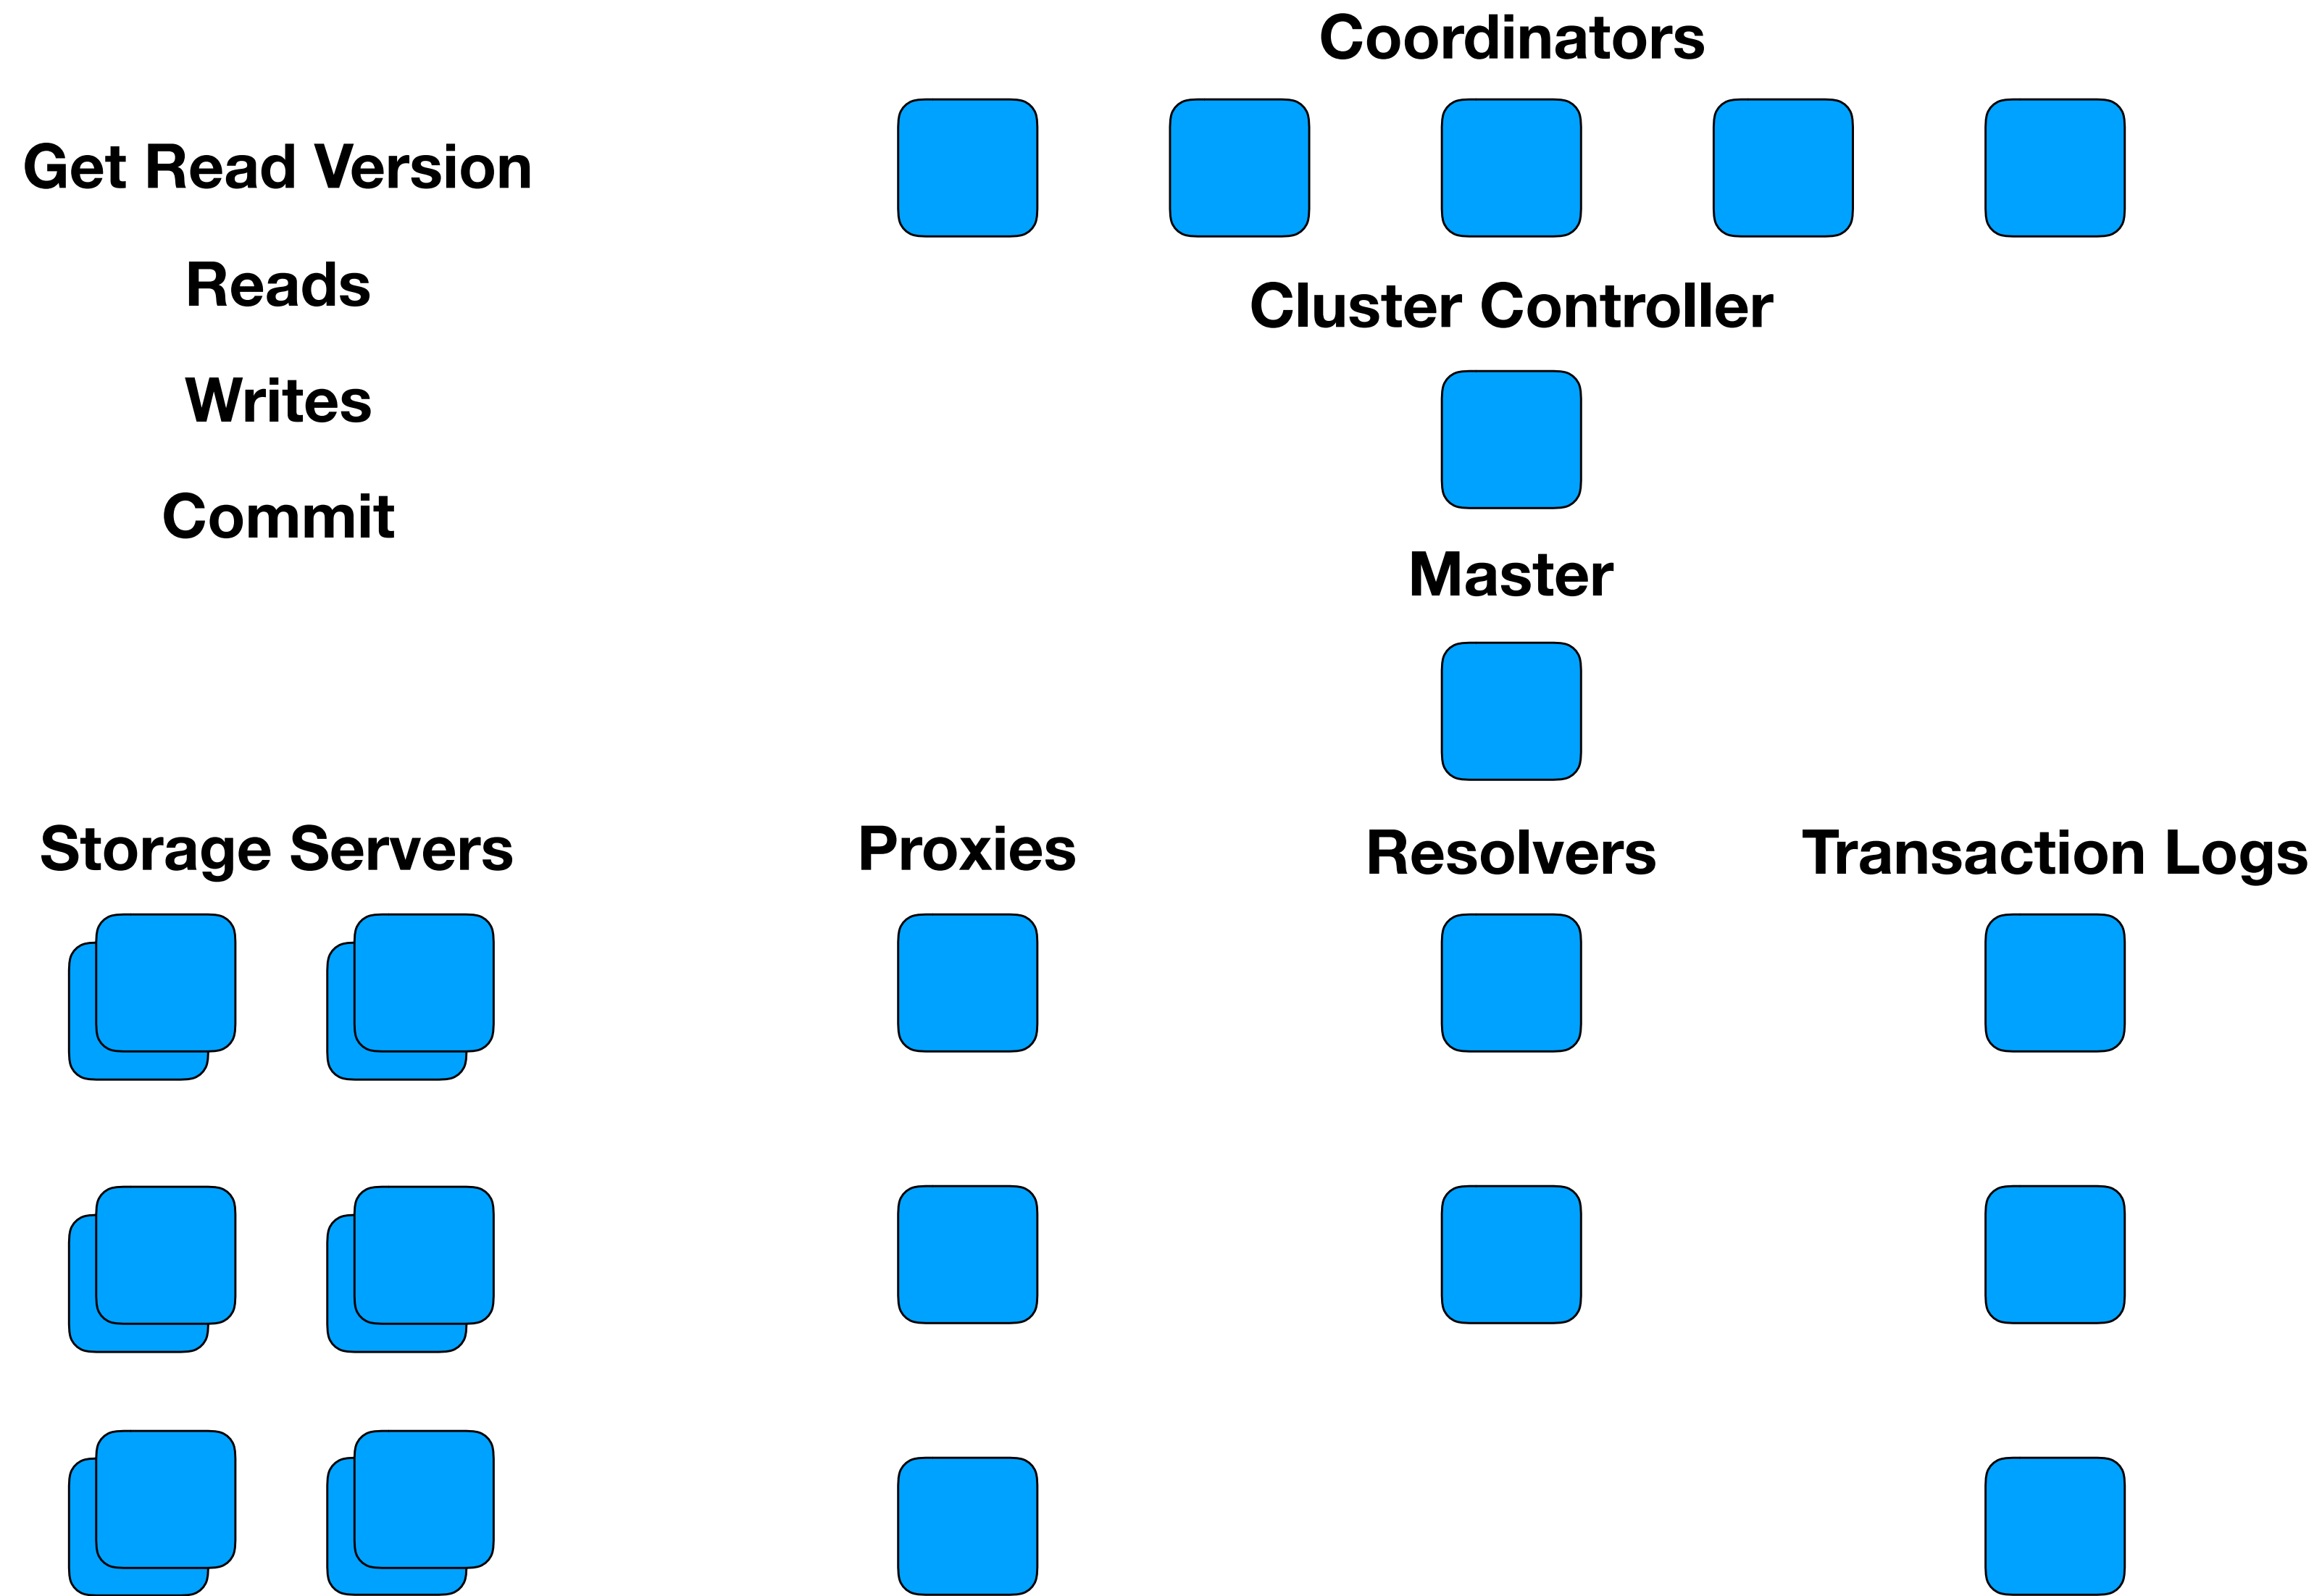 Coordinators
Get Read Version
Reads
Writes
Commit
Cluster Controller
Master
Storage Servers
Proxies
Resolvers
Transaction Logs